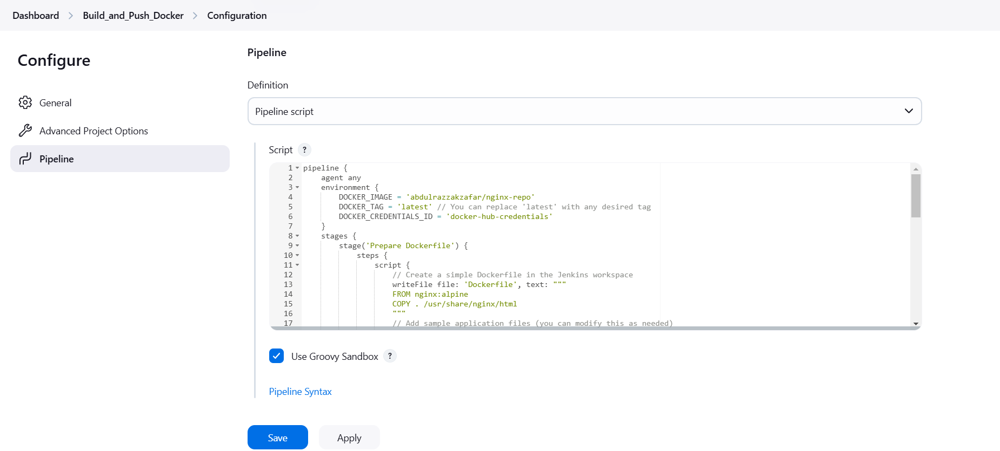 Dashboard > Build_and_Push_Docker > Configuration
Configure
General
Advanced Project Options
Pipeline
Pipeline
Definition
Pipeline script
Script ?
1 pipeline {
2     agent any
3     environment {
4         DOCKER_IMAGE = 'abdulrazzakzafar/nginx-repo'
5         DOCKER_TAG = 'latest' // You can replace 'latest' with any desired tag
6         DOCKER_CREDENTIALS_ID = 'docker-hub-credentials'
7     }
8     stages {
9         stage('Prepare Dockerfile') {
10             steps {
11                 script {
12                     // Create a simple Dockerfile in the Jenkins workspace
13                     writeFile file: 'Dockerfile', text: """
14                     FROM nginx:alpine
15                     COPY . /usr/share/nginx/html
16                     """
17                     // Add sample application files (you can modify this as needed)
Use Groovy Sandbox ?
Pipeline Syntax
Save
Apply